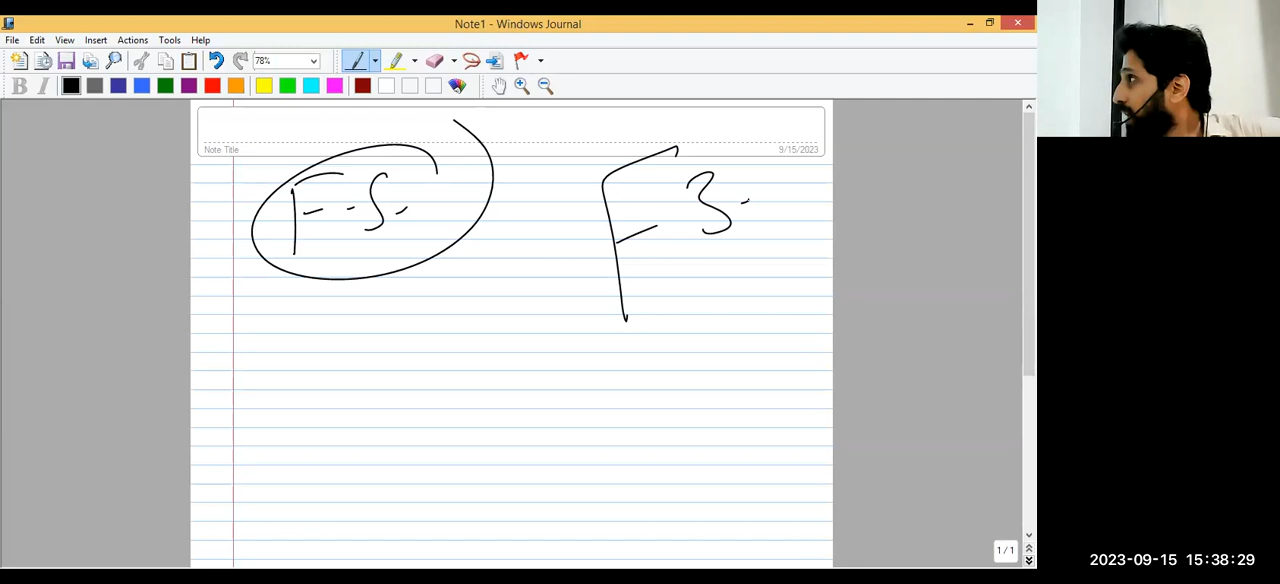 Note1 - Windows Journal
File Edit View Insert Actions Tools Help
78%
B I
Note Title 9/15/2023
F.S. F 3.
1 / 1
2023-09-15 15:38:29